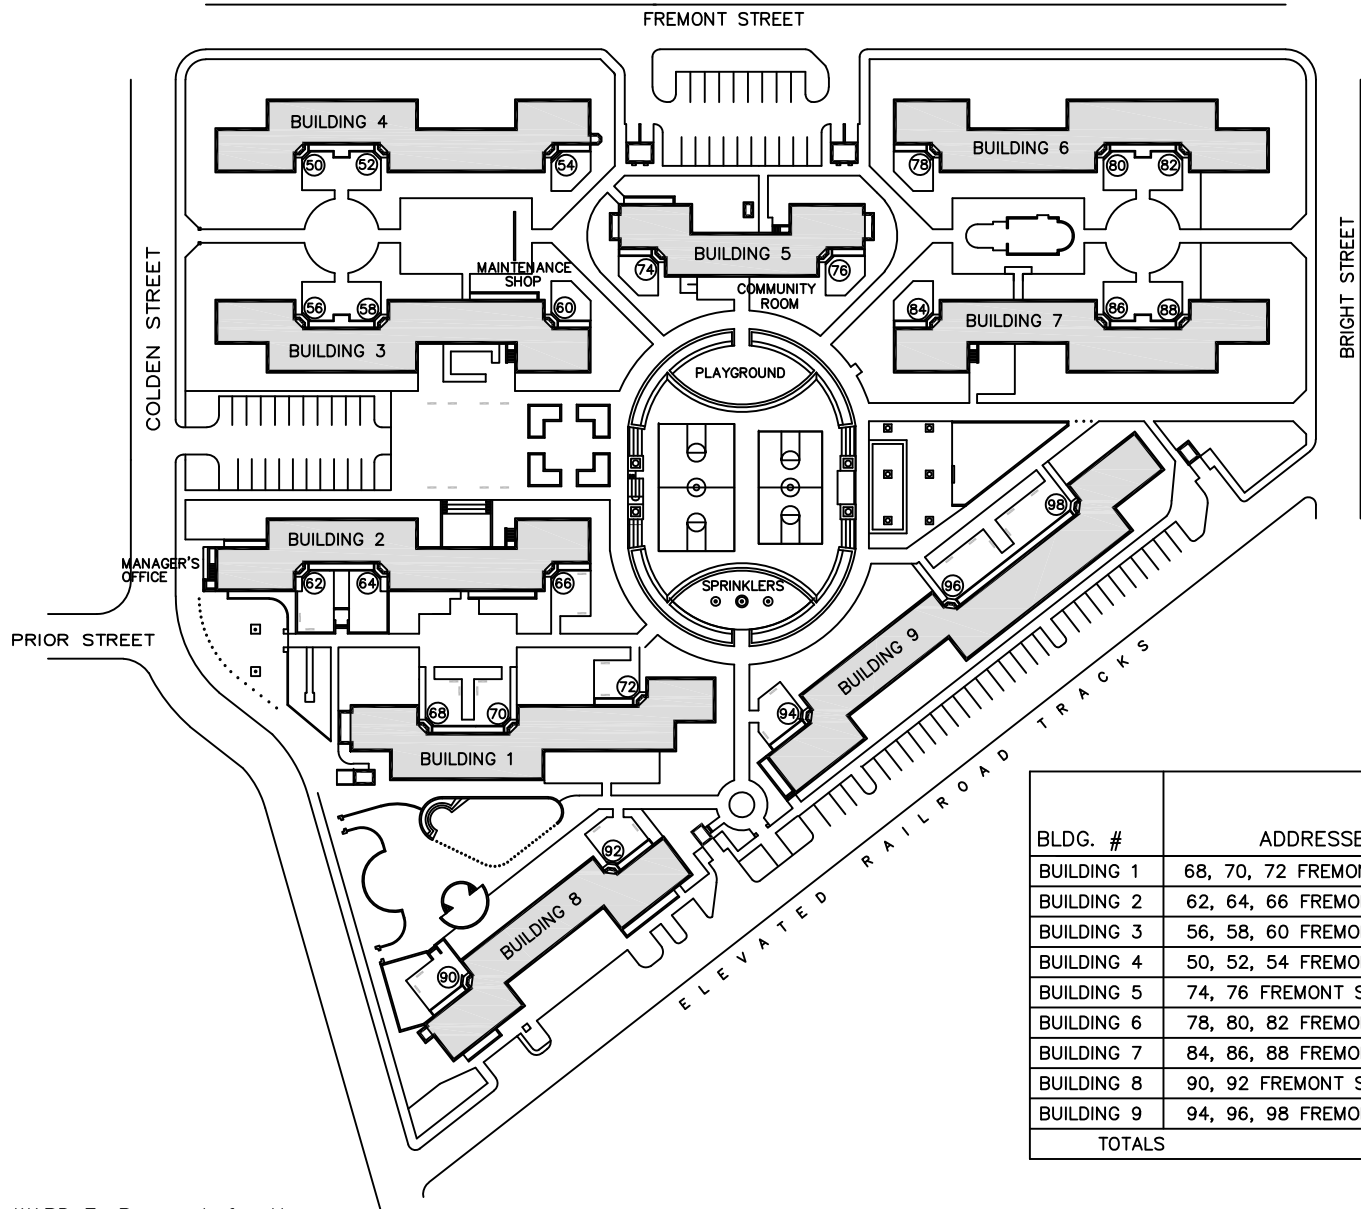 FREMONT STREET
BUILDING 4
50
52
54
BUILDING 6
78
80
82
BUILDING 5
74
76
COMMUNITY
ROOM
MAINTENANCE
SHOP
COLDEN STREET
BRIGHT STREET
56
58
60
BUILDING 3
84
86
88
BUILDING 7
PLAYGROUND
BUILDING 2
MANAGER'S
OFFICE
62
64
66
SPRINKLERS
98
96
BUILDING 9
94
PRIOR STREET
72
68
70
BUILDING 1
92
BUILDING 8
90
ELEVATED RAILROAD TRACKS
BLDG. # ADDRESSE
BUILDING 1 68, 70, 72 FREMON
BUILDING 2 62, 64, 66 FREMO
BUILDING 3 56, 58, 60 FREMO
BUILDING 4 50, 52, 54 FREMO
BUILDING 5 74, 76 FREMONT S
BUILDING 6 78, 80, 82 FREMO
BUILDING 7 84, 86, 88 FREMO
BUILDING 8 90, 92 FREMONT S
BUILDING 9 94, 96, 98 FREMO
TOTALS